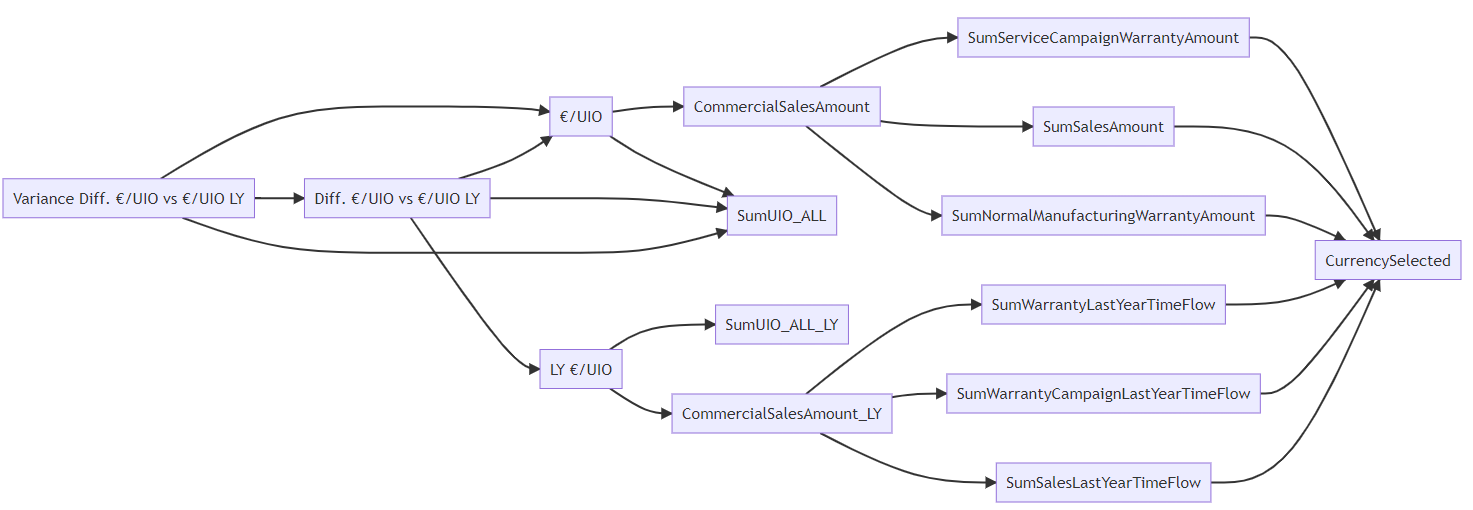 SumServiceCampaignWarrantyAmount
CommercialSalesAmount
€/UIO
SumSalesAmount
Variance Diff. €/UIO vs €/UIO LY
Diff. €/UIO vs €/UIO LY
SumUIO_ALL
SumNormalManufacturingWarrantyAmount
CurrencySelected
SumWarrantyLastYearTimeFlow
SumUIO_ALL_LY
LY €/UIO
SumWarrantyCampaignLastYearTimeFlow
CommercialSalesAmount_LY
SumSalesLastYearTimeFlow